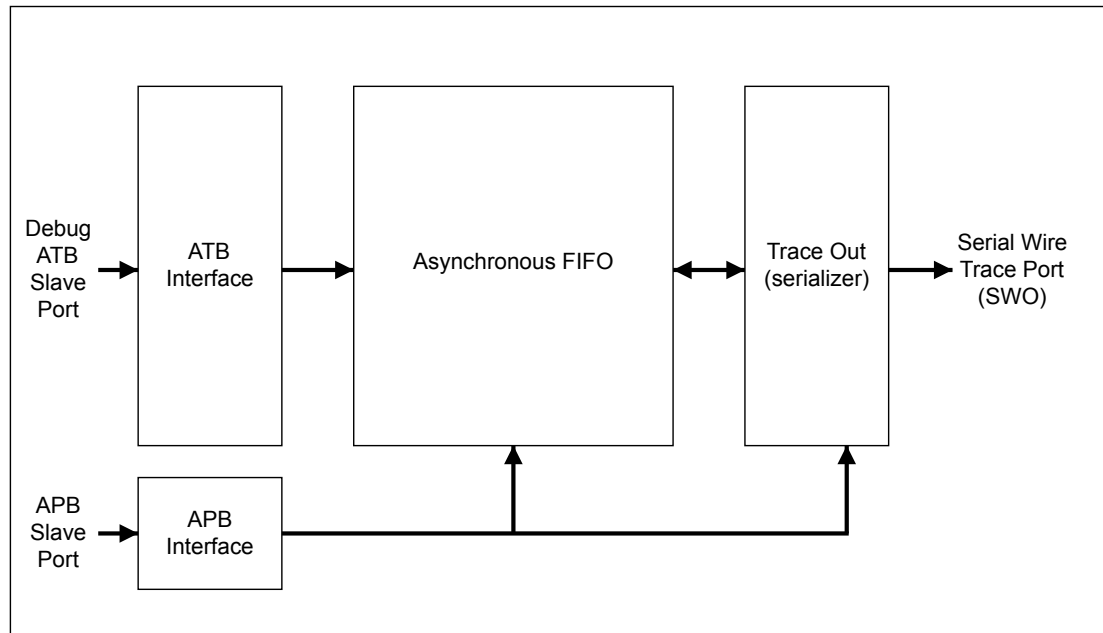 Debug
ATB
Slave
Port
ATB
Interface
Asynchronous FIFO
Trace Out
(serializer)
Serial Wire
Trace Port
(SWO)
APB
Slave
Port
APB
Interface